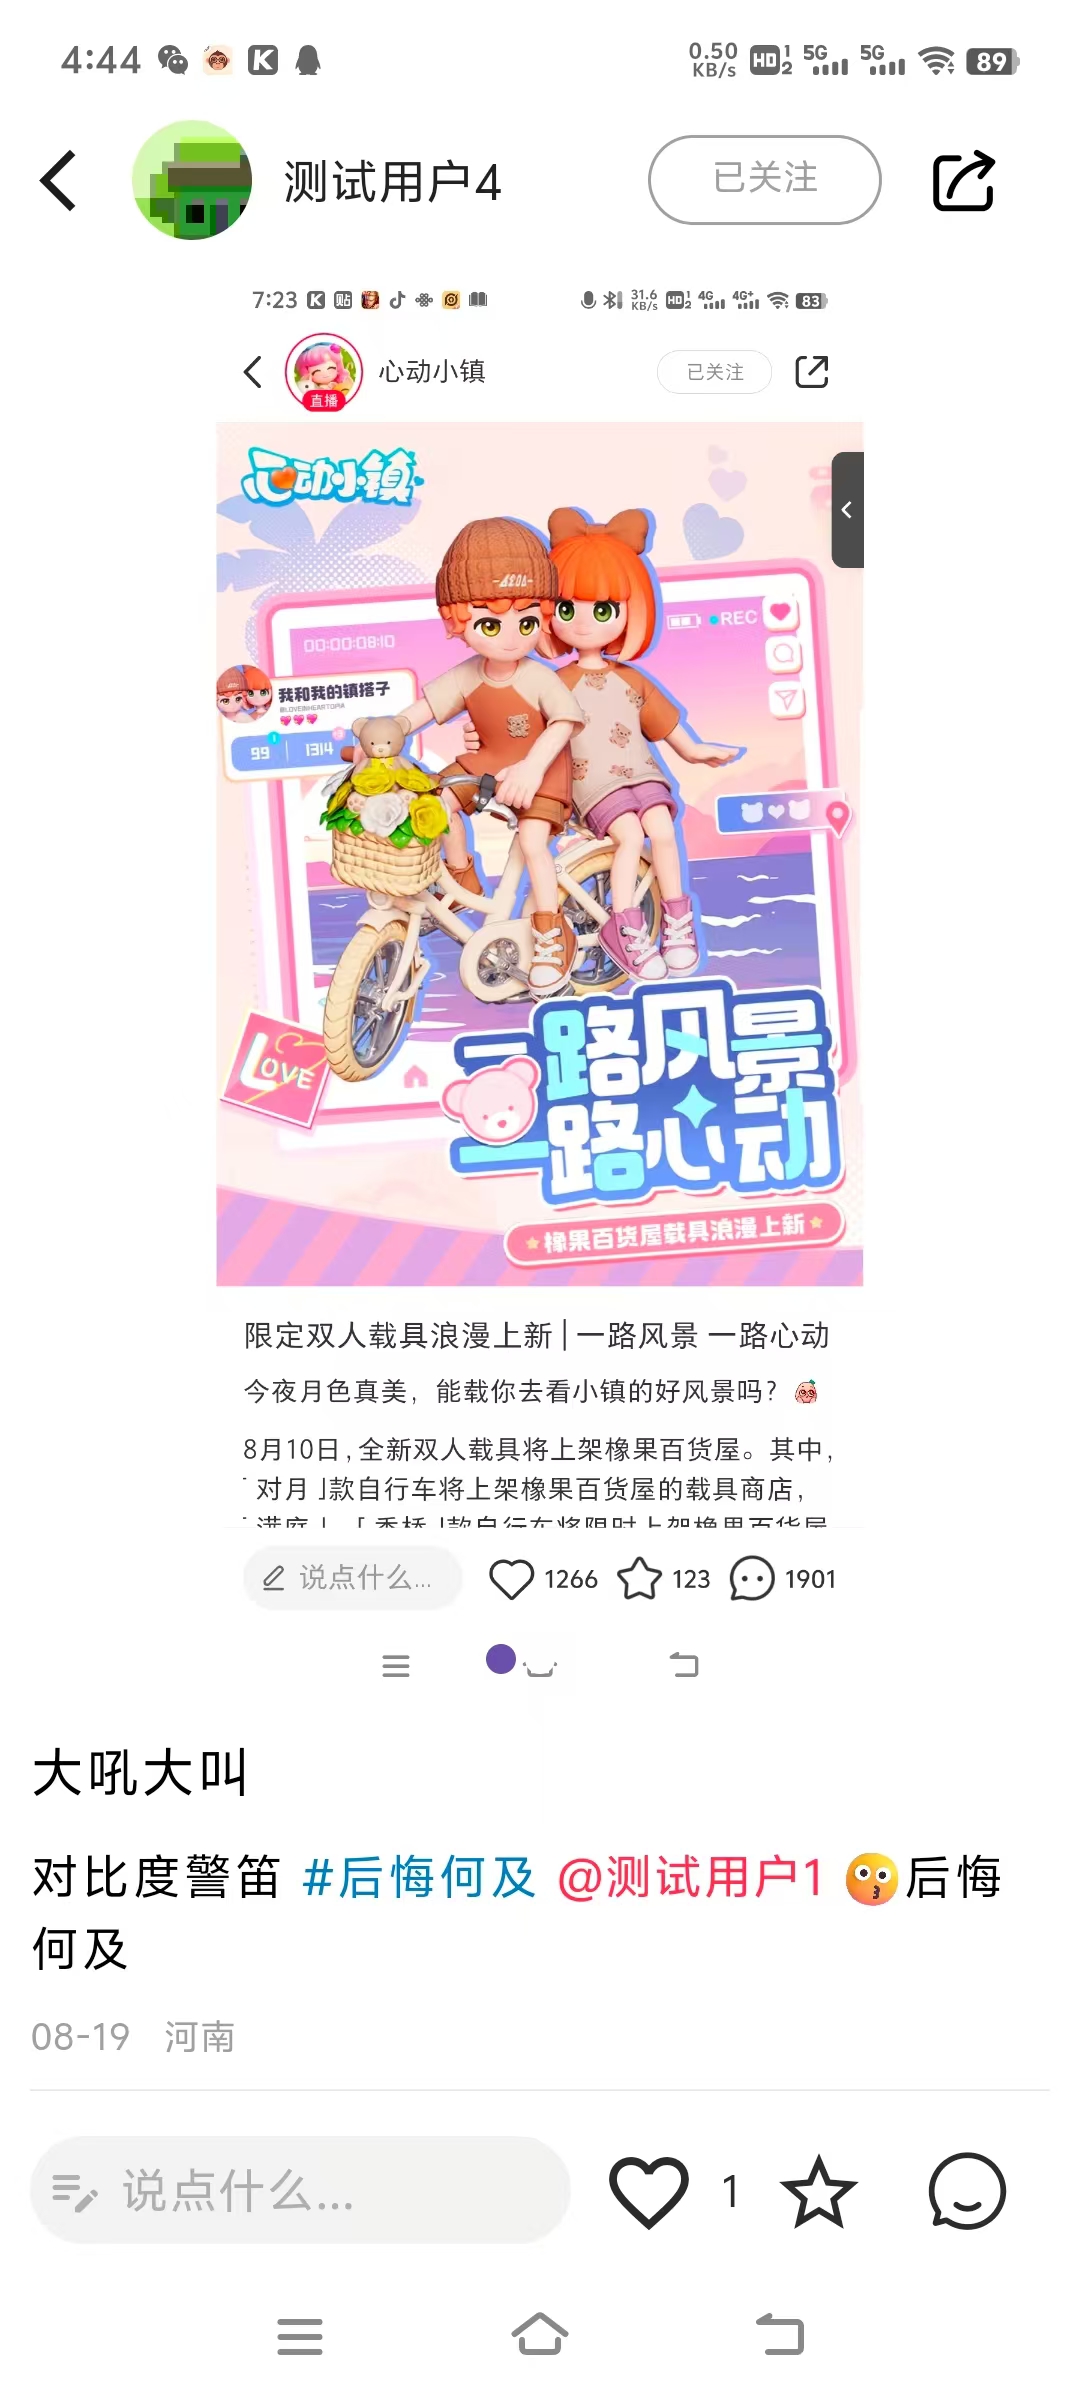 4:44
0.50 KB/s HD 1 2 5G 5G 89
测试用户4
已关注
7:23 K 贴
31.6 KB/s HD 1 2 4G 4G+ 83
心动小镇
直播
已关注
心动小镇
00:00:08:10
REC
我和我的镇搭子
99 1314
LOVE
一路风景
一路心动
橡果百货屋载具浪漫上新
限定双人载具浪漫上新|一路风景 一路心动
今夜月色真美，能载你去看小镇的好风景吗？
8月10日，全新双人载具将上架橡果百货屋。其中，
「对月」款自行车将上架橡果百货屋的载具商店，
说点什么...
1266
123
1901
大吼大叫
对比度警笛 #后悔何及 @测试用户1 后悔
何及
08-19 河南
说点什么...
1